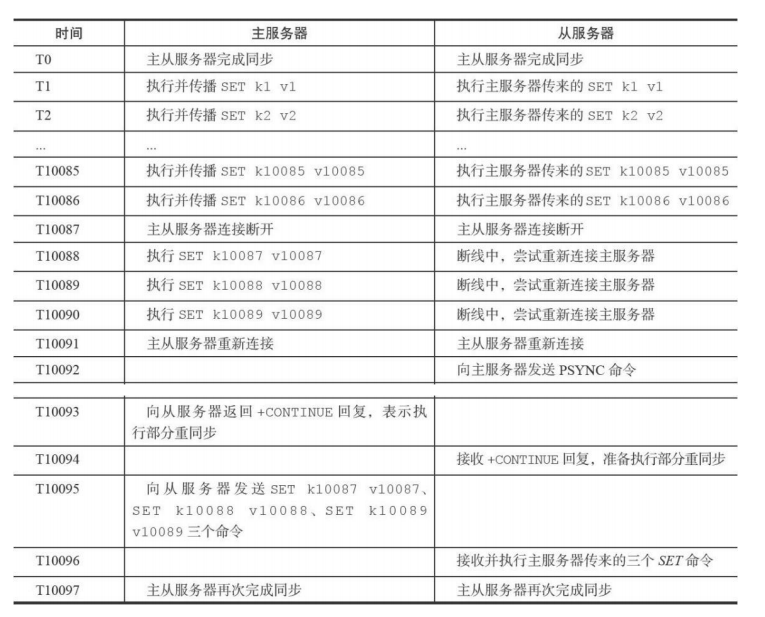 时间 主服务器 从服务器
T0 主从服务器完成同步 主从服务器完成同步
T1 执行并传播 SET k1 v1 执行主服务器传来的 SET k1 v1
T2 执行并传播 SET k2 v2 执行主服务器传来的 SET k2 v2
... ... ...
T10085 执行并传播 SET k10085 v10085 执行主服务器传来的 SET k10085 v10085
T10086 执行并传播 SET k10086 v10086 执行主服务器传来的 SET k10086 v10086
T10087 主从服务器连接断开 主从服务器连接断开
T10088 执行 SET k10087 v10087 断线中，尝试重新连接主服务器
T10089 执行 SET k10088 v10088 断线中，尝试重新连接主服务器
T10090 执行 SET k10089 v10089 断线中，尝试重新连接主服务器
T10091 主从服务器重新连接 主从服务器重新连接
T10092 向主服务器发送 PSYNC 命令
T10093 向从服务器返回 +CONTINUE 回复，表示执
行部分重同步
T10094 接收 +CONTINUE 回复，准备执行部分重同步
T10095 向从服务器发送 SET k10087 v10087、
SET k10088 v10088、SET k10089
v10089 三个命令
T10096 接收并执行主服务器传来的三个 SET 命令
T10097 主从服务器再次完成同步 主从服务器再次完成同步